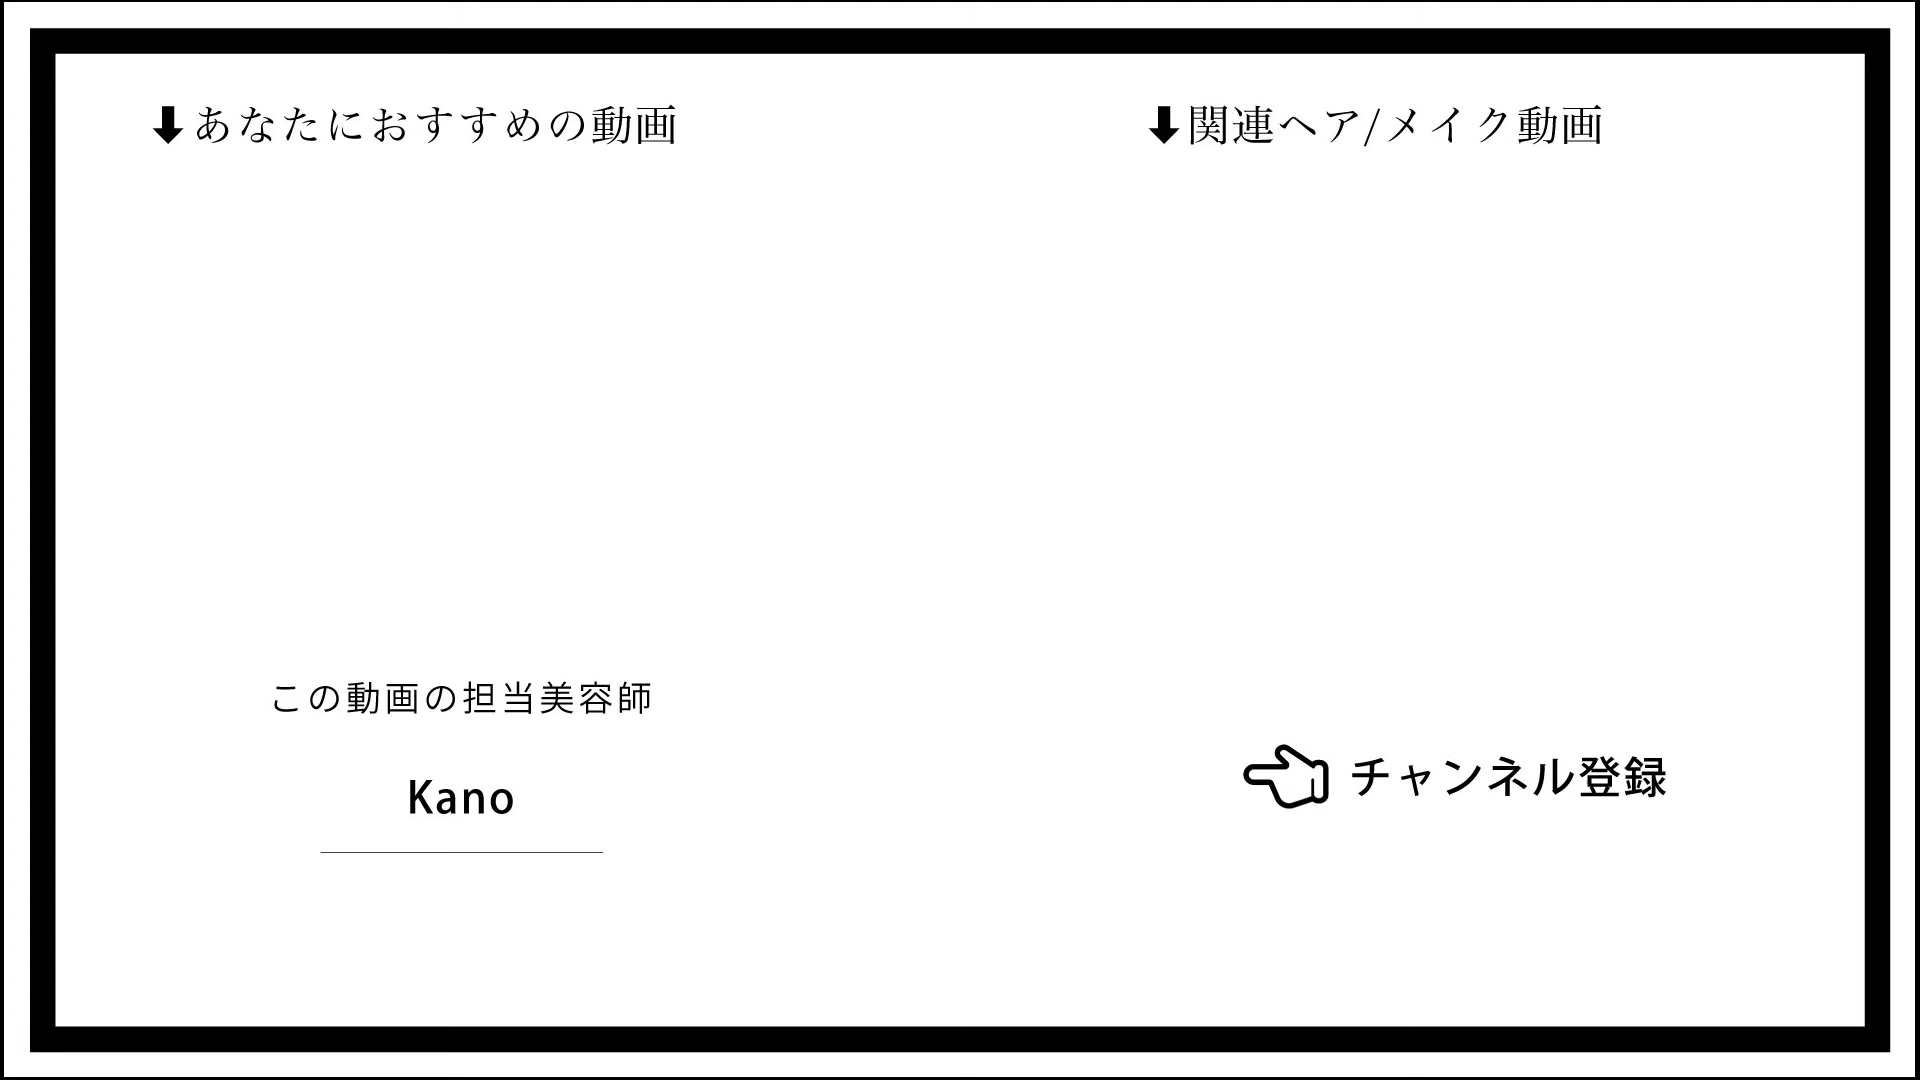 ⬇あなたにおすすめの動画
⬇関連ヘア/メイク動画
この動画の担当美容師
Kano
チャンネル登録